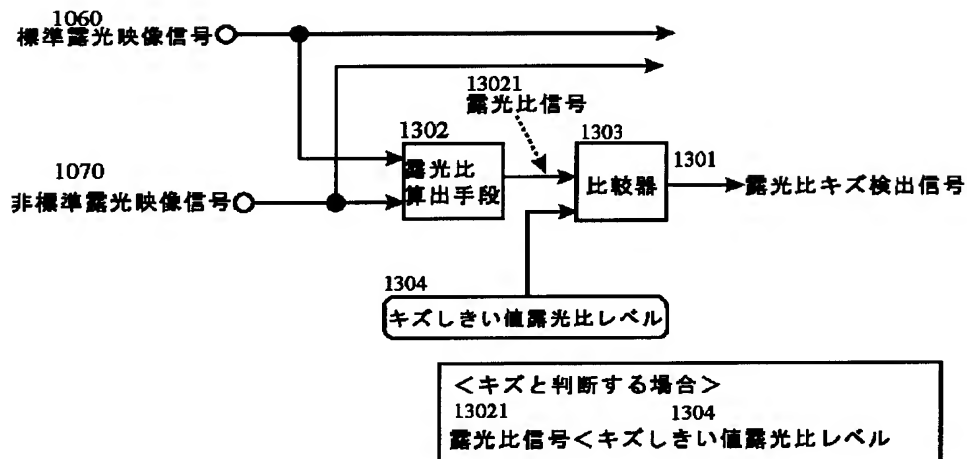 1060
標準露光映像信号
13021
露光比信号
1302
露光比
算出手段
1303
比較器
1301
露光比キズ検出信号
1070
非標準露光映像信号
1304
キズしきい値露光比レベル
＜キズと判断する場合＞
13021 1304
露光比信号＜キズしきい値露光比レベル